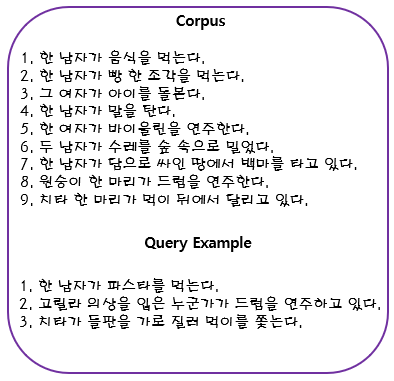 Corpus
1. 한 남자가 음식을 먹는다.
2. 한 남자가 빵 한 조각을 먹는다.
3. 그 여자가 아이를 돌본다.
4. 한 남자가 말을 탄다.
5. 한 여자가 바이올린을 연주한다.
6. 두 남자가 수레를 숲 속으로 밀었다.
7. 한 남자가 담으로 싸인 땅에서 백마를 타고 있다.
8. 원숭이 한 마리가 드럼을 연주한다.
9. 치타 한 마리가 먹이 뒤에서 달리고 있다.
Query Example
1. 한 남자가 파스타를 먹는다.
2. 고릴라 의상을 입은 누군가가 드럼을 연주하고 있다.
3. 치타가 들판을 가로 질러 먹이를 쫓는다.